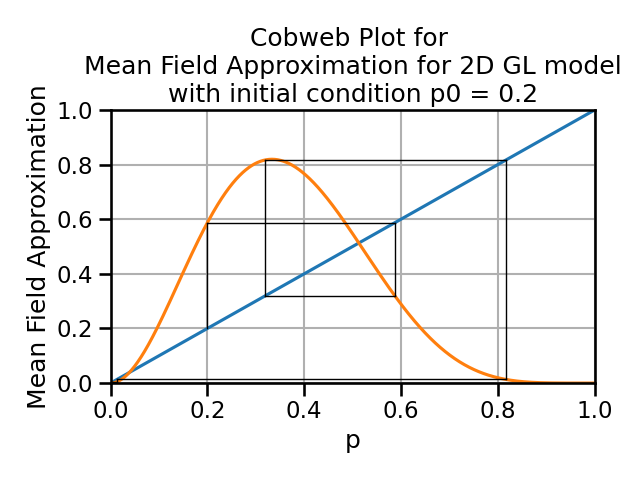 Cobweb Plot for
Mean Field Approximation for 2D GL model
with initial condition p0 = 0.2
Mean Field Approximation
1.0
0.8
0.6
0.4
0.2
0.0
0.0 0.2 0.4 0.6 0.8 1.0
p